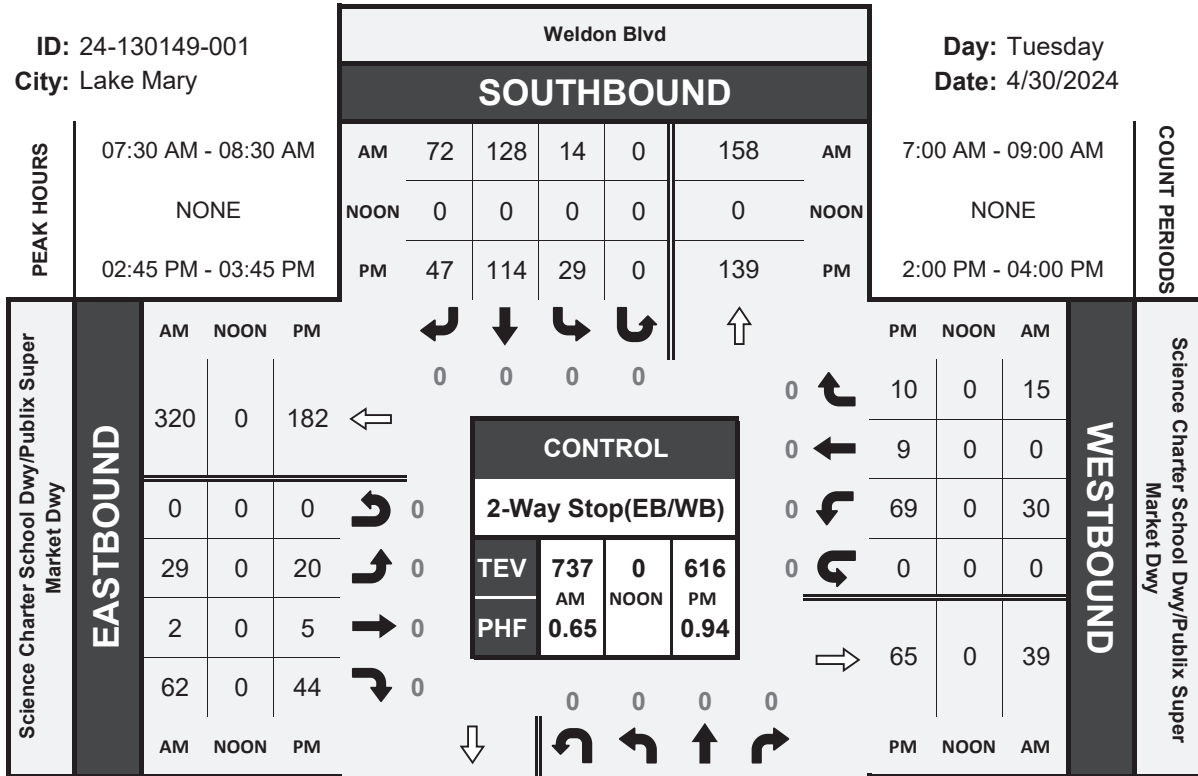 Weldon Blvd
ID: 24-130149-001
Day: Tuesday
City: Lake Mary
Date: 4/30/2024
SOUTHBOUND
PEAK HOURS
07:30 AM - 08:30 AM
AM 72 128 14 0 158 AM
7:00 AM - 09:00 AM
COUNT PERIODS
NONE
NOON 0 0 0 0 0 NOON
NONE
02:45 PM - 03:45 PM
PM 47 114 29 0 139 PM
2:00 PM - 04:00 PM
Science Charter School Dwy/Publix Super
Market Dwy
EASTBOUND
AM NOON PM
320 0 182
0 0 0 0
29 0 20 0
2 0 5 0
62 0 44 0
AM NOON PM
0 0 0 0
CONTROL
2-Way Stop(EB/WB)
TEV 737 0 616
AM NOON PM
PHF 0.65 0.94
0 0 0 0
PM NOON AM
0 10 0 15
0 9 0 0
0 69 0 30
0 0 0 0
65 0 39
PM NOON AM
WESTBOUND
Science Charter School Dwy/Publix Super
Market Dwy